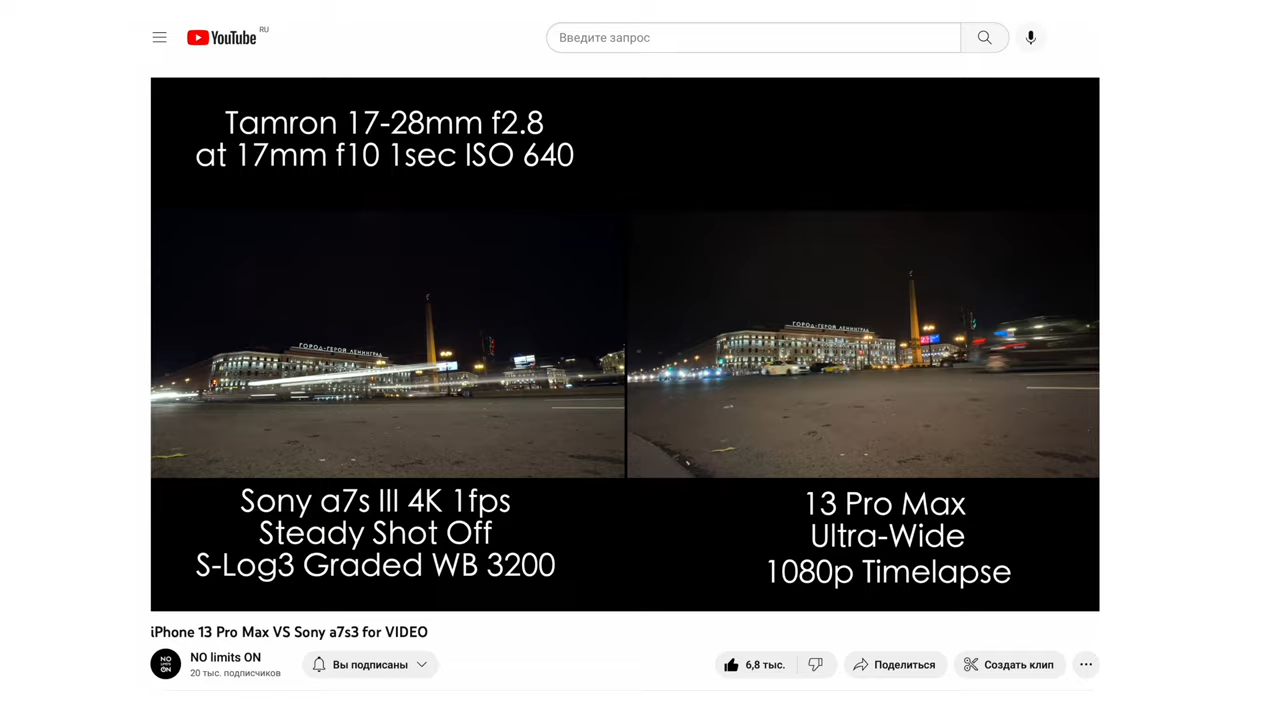 YouTube RU
Введите запрос
Tamron 17-28mm f2.8
at 17mm f10 1sec ISO 640
ГОРОД-ГЕРОЙ ЛЕНИНГРАД
ГОРОД-ГЕРОЙ ЛЕНИНГРАД
Sony a7s III 4K 1fps
Steady Shot Off
S-Log3 Graded WB 3200
13 Pro Max
Ultra-Wide
1080p Timelapse
iPhone 13 Pro Max VS Sony a7s3 for VIDEO
NO LIMITS ON
NO limits ON
20 тыс. подписчиков
Вы подписаны
6,8 тыс.
Поделиться
Создать клип